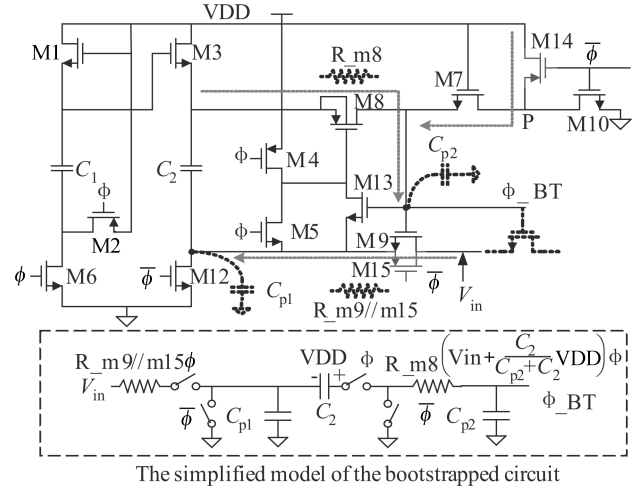 VDD
M1
M3
R_m8
M14
ϕ̅
M7
M8
P
M10
C1
ϕ
C2
ϕ
M4
M13
Cp2
ϕ_BT
M2
M5
M9
ϕ
M6
ϕ̅
M12
Cp1
M15
ϕ̅
Vin
R_m9//m15
R_m9//m15 ϕ
VDD
ϕ
R_m8
(Vin+C2/(Cp2+C2)VDD)ϕ
Vin
- +
ϕ̅
Cp1
C2
ϕ̅
Cp2
ϕ_BT
The simplified model of the bootstrapped circuit